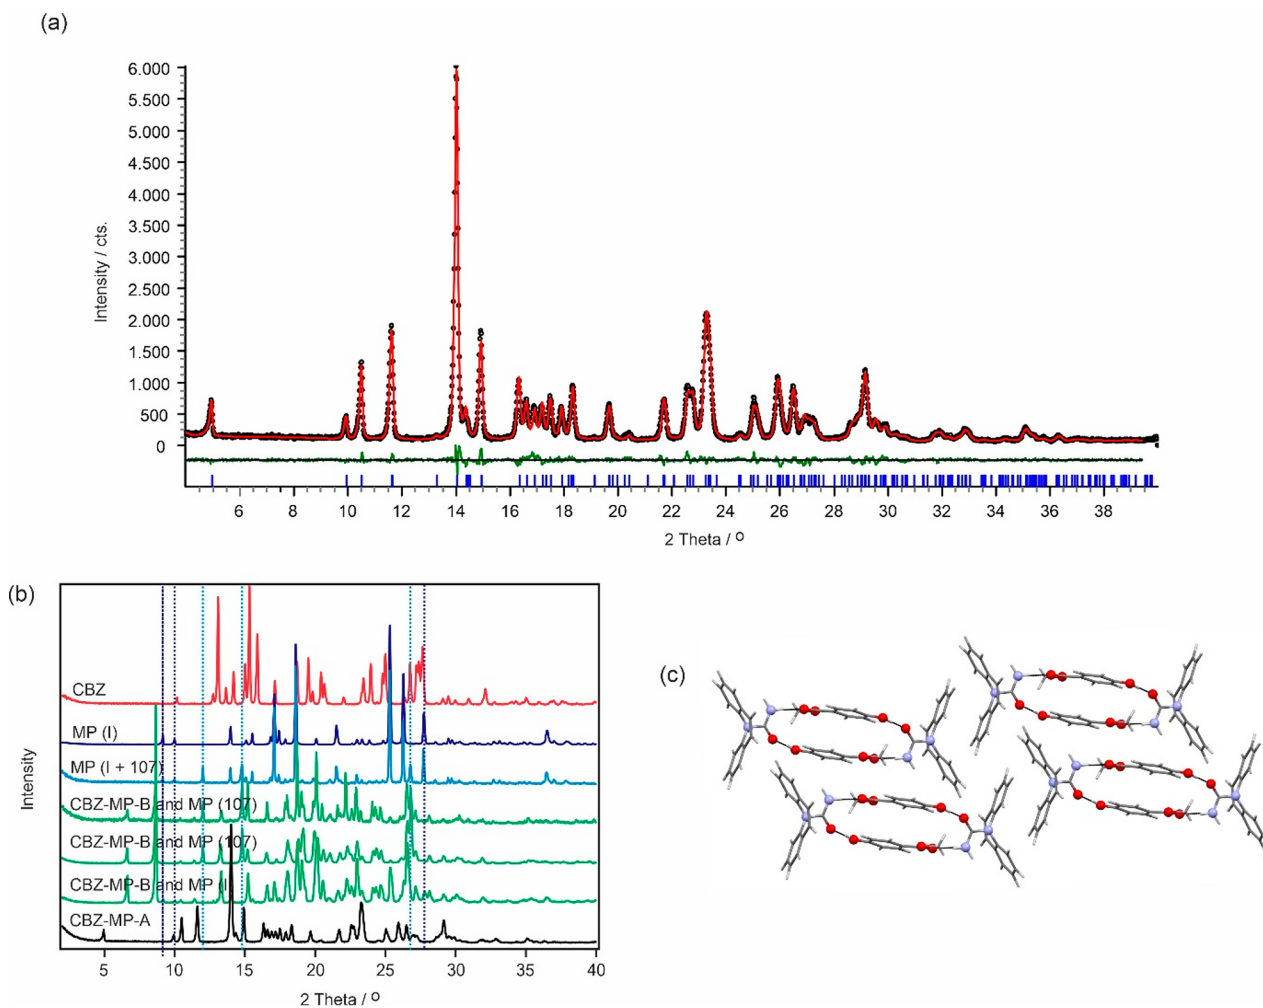 (a)
6.000
5.500
5.000
4.500
4.000
3.500
3.000
2.500
2.000
1.500
1.000
500
0
Intensity / cts.
6 8 10 12 14 16 18 20 22 24 26 28 30 32 34 36 38
2 Theta / o
(b)
CBZ
MP (I)
MP (I + 107)
CBZ-MP-B and MP (107)
CBZ-MP-B and MP (107)
CBZ-MP-B and MP (I
CBZ-MP-A
Intensity
5 10 15 20 25 30 35 40
2 Theta / o
(c)